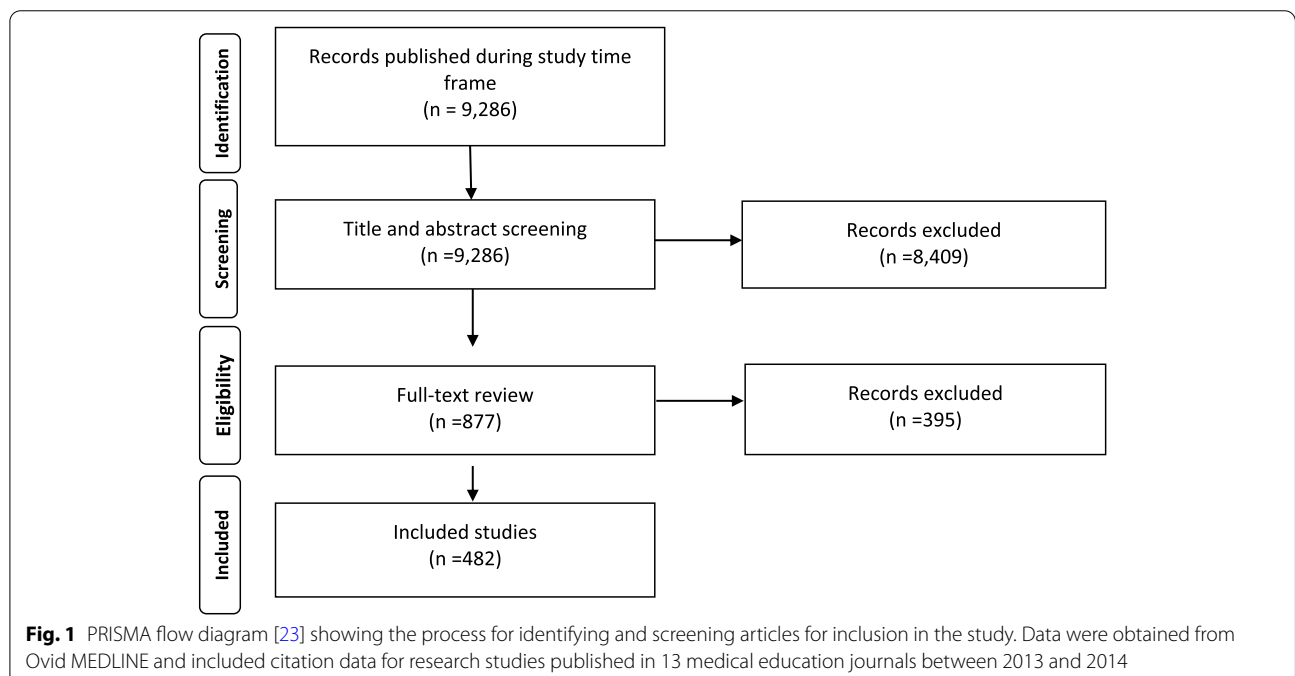 Identification
Records published during study time
frame
(n = 9,286)
Screening
Title and abstract screening
(n =9,286)
Records excluded
(n =8,409)
Eligibility
Full-text review
(n =877)
Records excluded
(n =395)
Included
Included studies
(n =482)
Fig. 1 PRISMA flow diagram [23] showing the process for identifying and screening articles for inclusion in the study. Data were obtained from
Ovid MEDLINE and included citation data for research studies published in 13 medical education journals between 2013 and 2014